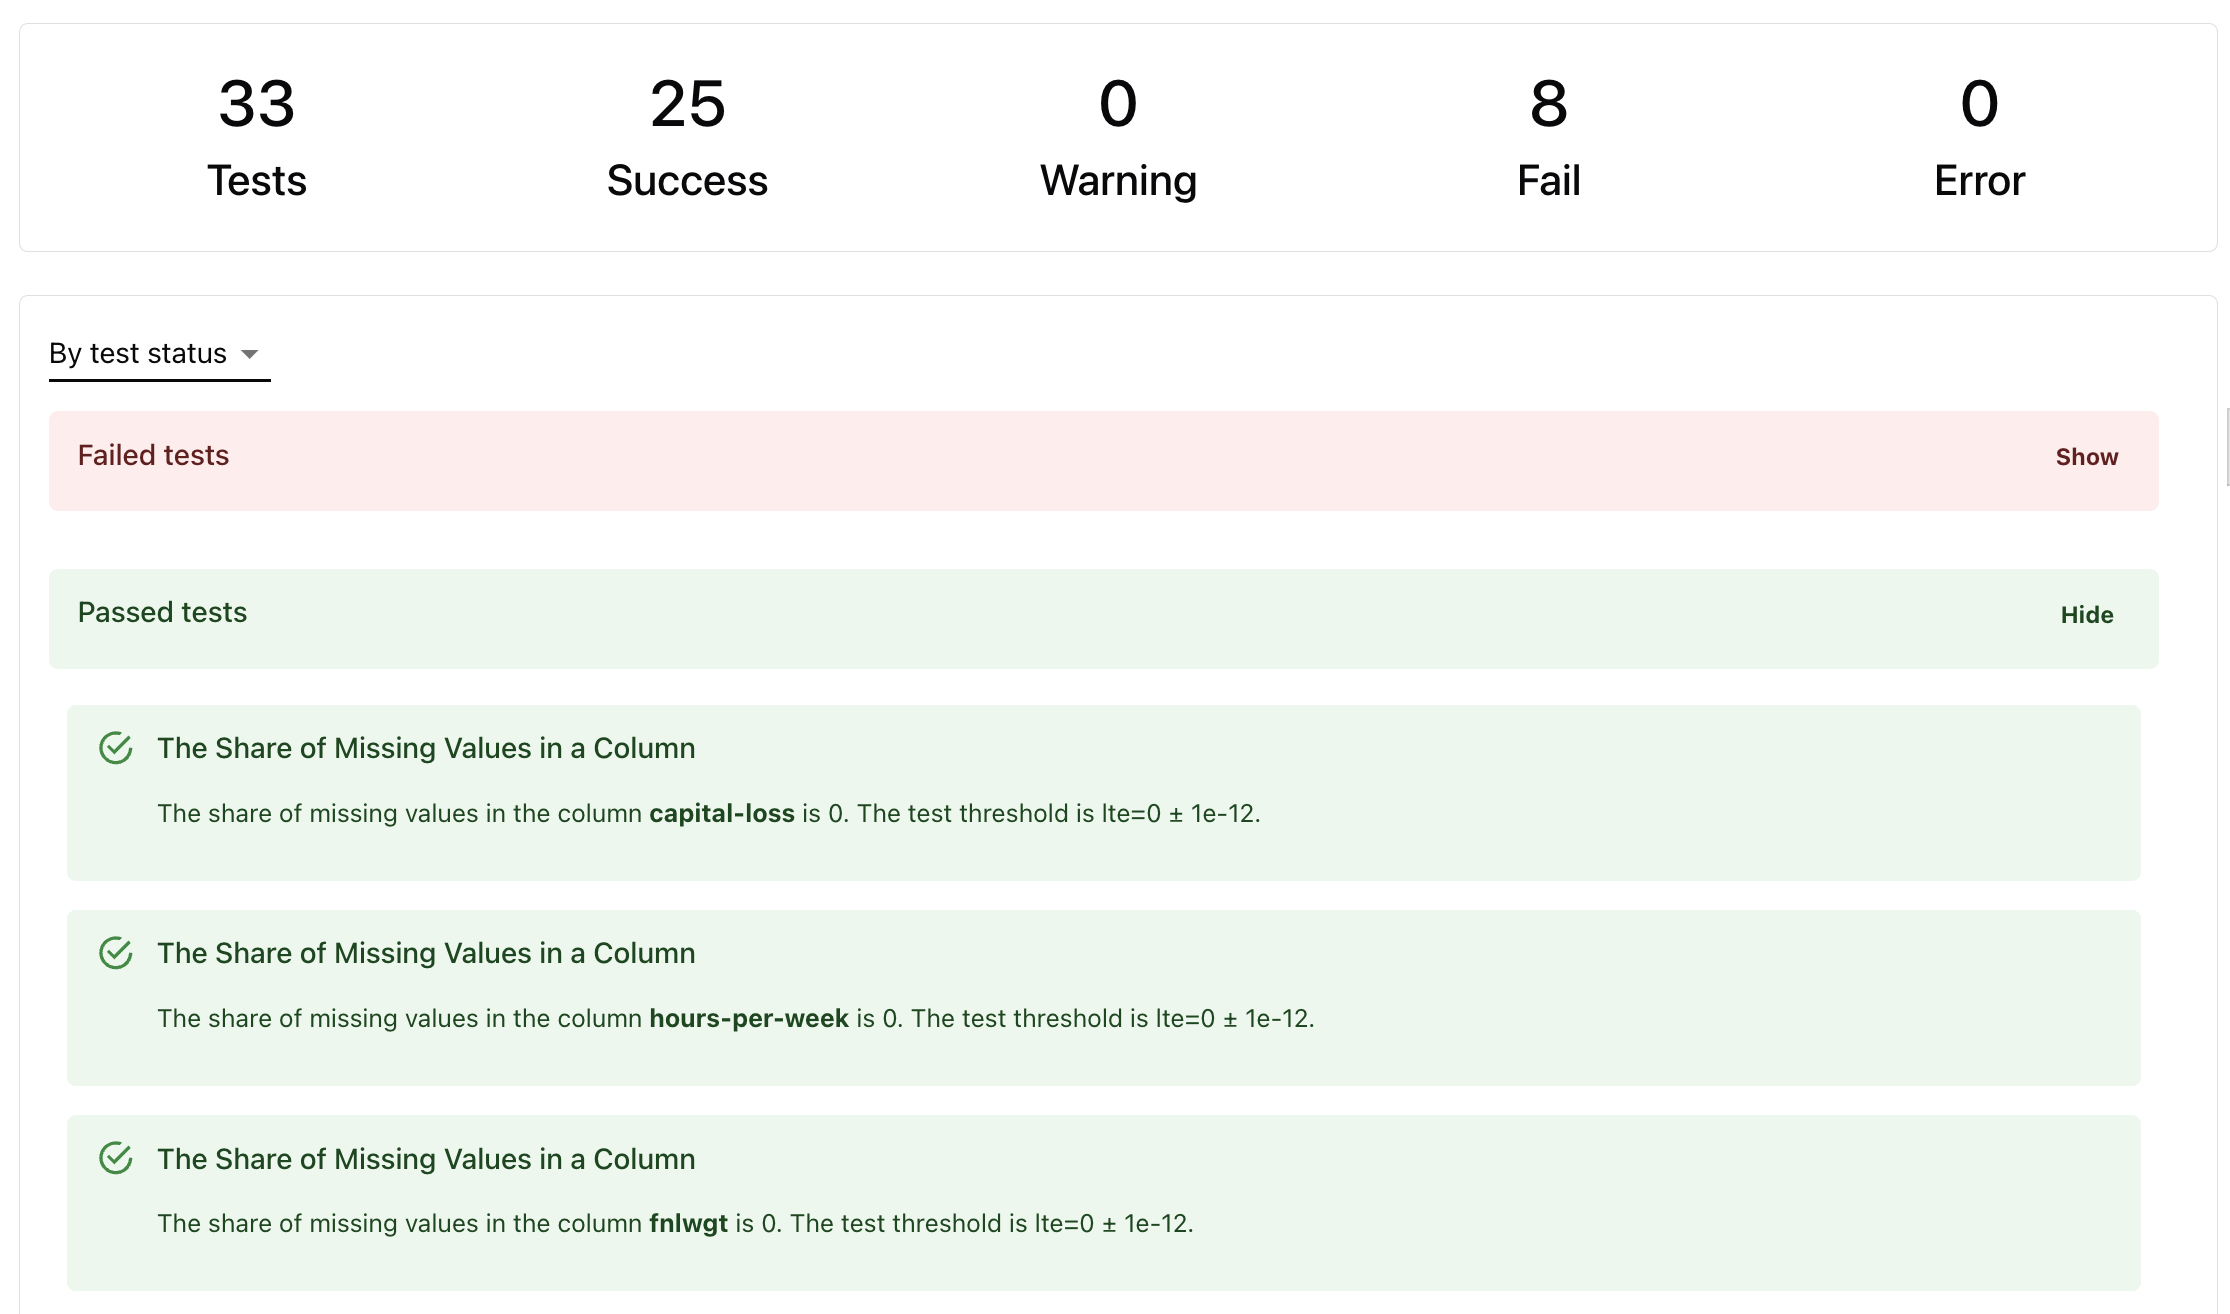 33
Tests
25
Success
0
Warning
8
Fail
0
Error
By test status
Failed tests
Show
Passed tests
Hide
The Share of Missing Values in a Column
The share of missing values in the column capital-loss is 0. The test threshold is lte=0 ± 1e-12.
The Share of Missing Values in a Column
The share of missing values in the column hours-per-week is 0. The test threshold is lte=0 ± 1e-12.
The Share of Missing Values in a Column
The share of missing values in the column fnlwgt is 0. The test threshold is lte=0 ± 1e-12.